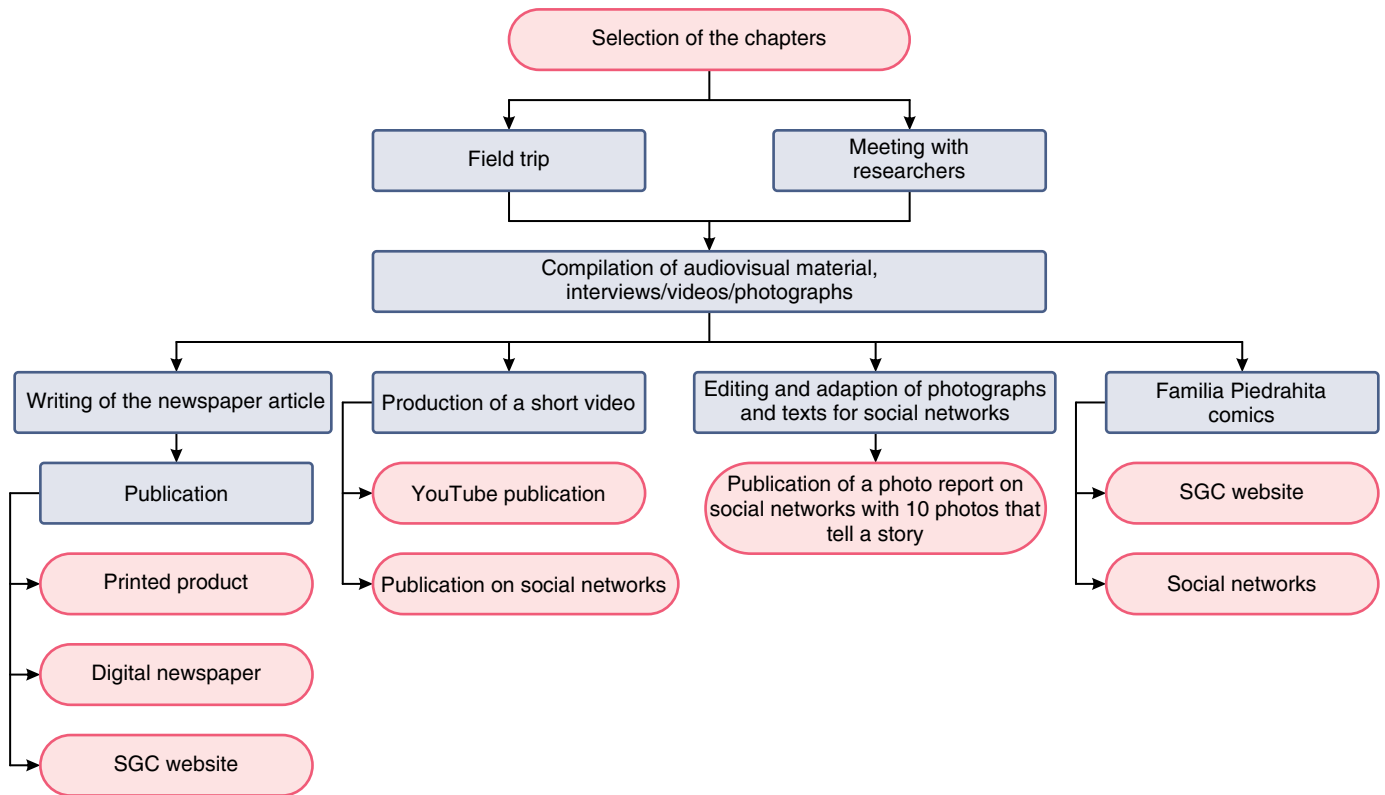 Selection of the chapters
Field trip
Meeting with
researchers
Compilation of audiovisual material,
interviews/videos/photographs
Writing of the newspaper article
Production of a short video
Editing and adaption of photographs
and texts for social networks
Familia Piedrahita
comics
Publication
YouTube publication
Publication of a photo report on
social networks with 10 photos that
tell a story
SGC website
Printed product
Publication on social networks
Social networks
Digital newspaper
SGC website